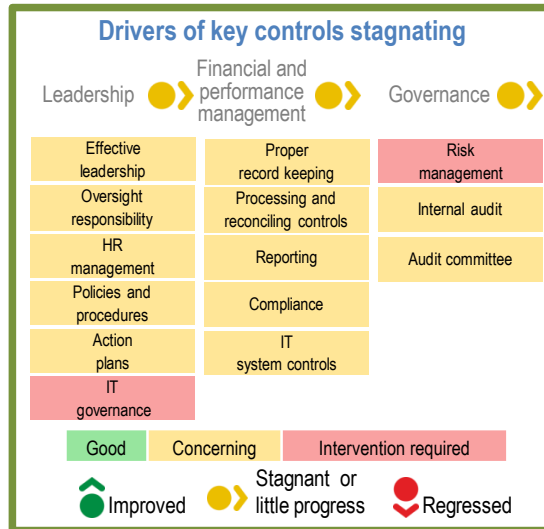 Drivers of key controls stagnating
Leadership
Financial and
performance
management
Governance
Effective
leadership
Oversight
responsibility
HR
management
Policies and
procedures
Action
plans
IT
governance
Proper
record keeping
Processing and
reconciling controls
Reporting
Compliance
IT
system controls
Risk
management
Internal audit
Audit committee
Good
Concerning
Intervention required
Improved
Stagnant or
little progress
Regressed